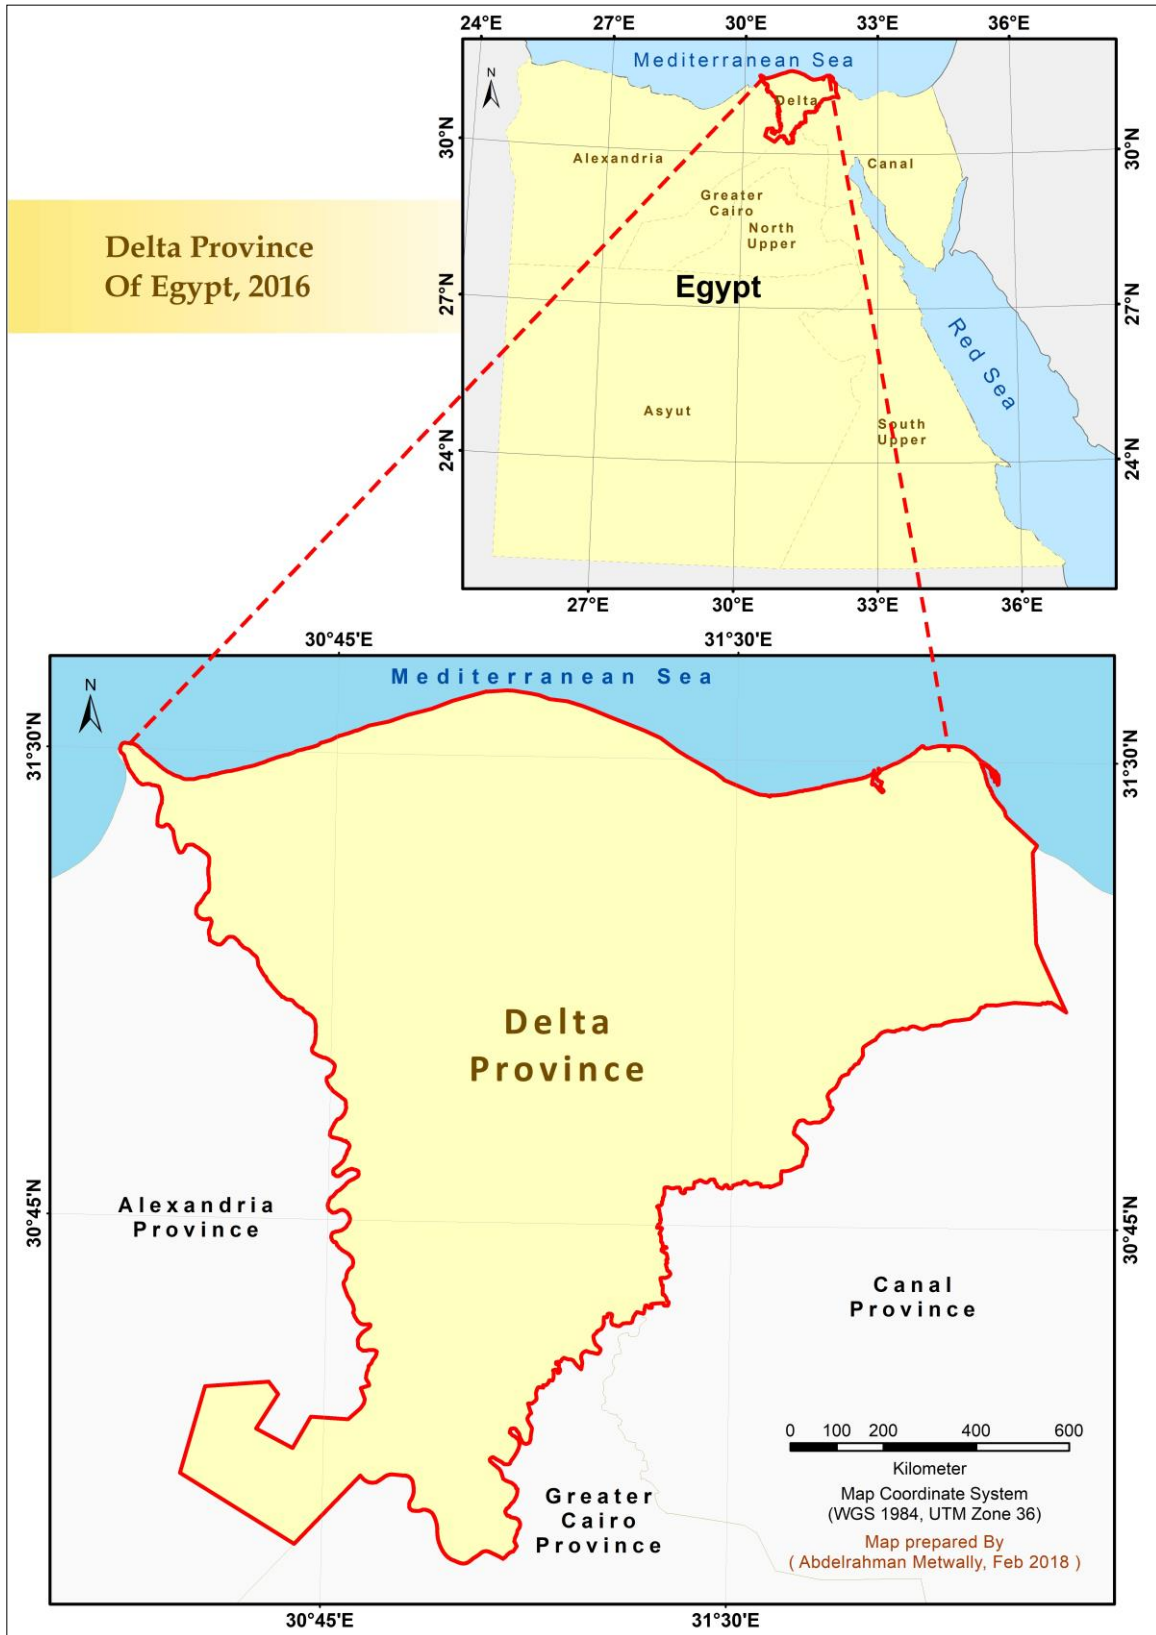 24°E 27°E 30°E 33°E 36°E
Mediterranean Sea
N
Delta
30°N
30°N
Alexandria
Canal
Greater
Cairo
North
Upper
Delta Province
Of Egypt, 2016
Egypt
27°N
27°N
Red Sea
Asyut
South
Upper
24°N
24°N
27°E 30°E 33°E 36°E
30°45'E 31°30'E
Mediterranean Sea
N
31°30'N
31°30'N
Delta
Province
Alexandria
Province
30°45'N
30°45'N
Canal
Province
0 100 200 400 600
Kilometer
Map Coordinate System
(WGS 1984, UTM Zone 36)
Map prepared By
( Abdelrahman Metwally, Feb 2018 )
Greater
Cairo
Province
30°45'E 31°30'E